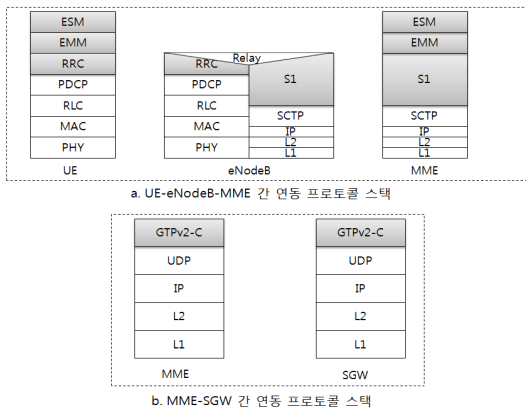 ESM
EMM
RRC
PDCP
RLC
MAC
PHY
UE
Relay
RRC
PDCP
RLC
MAC
PHY
S1
SCTP
IP
L2
L1
eNodeB
ESM
EMM
S1
SCTP
IP
L2
L1
MME
a. UE-eNodeB-MME 간 연동 프로토콜 스택
GTPv2-C
UDP
IP
L2
L1
MME
GTPv2-C
UDP
IP
L2
L1
SGW
b. MME-SGW 간 연동 프로토콜 스택